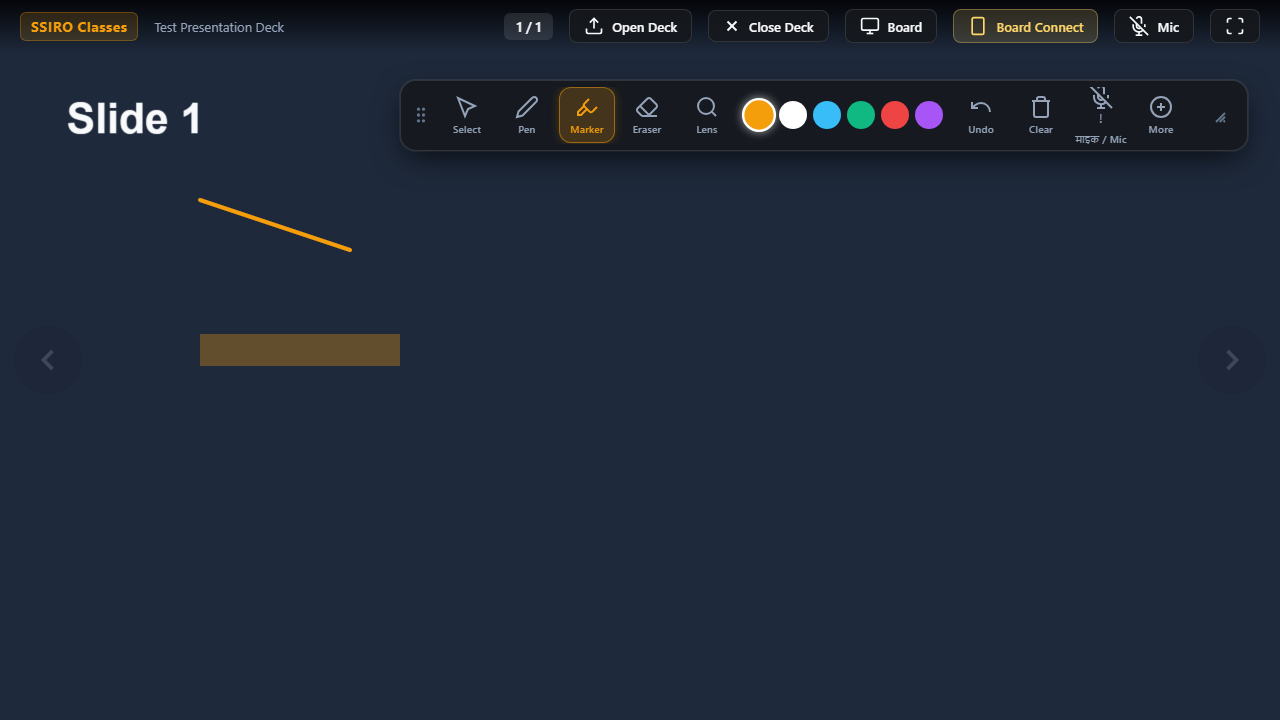 SSIRO Classes Test Presentation Deck 1 / 1 Open Deck Close Deck Board Board Connect Mic
Slide 1
Select Pen Marker Eraser Lens Undo Clear ! माइक / Mic More